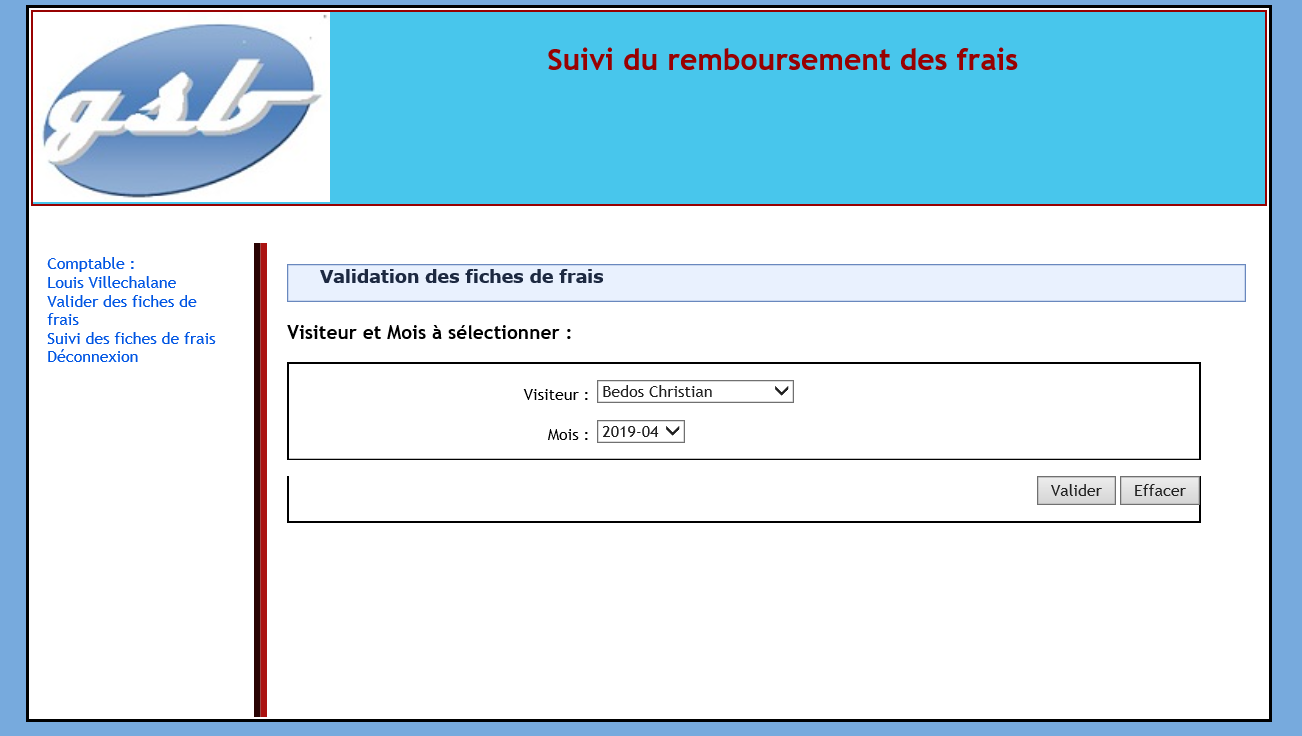 gsb
Suivi du remboursement des frais
Comptable :
Louis Villechalane
Valider des fiches de
frais
Suivi des fiches de frais
Déconnexion
Validation des fiches de frais
Visiteur et Mois à sélectionner :
Visiteur : Bedos Christian
Mois : 2019-04
Valider Effacer